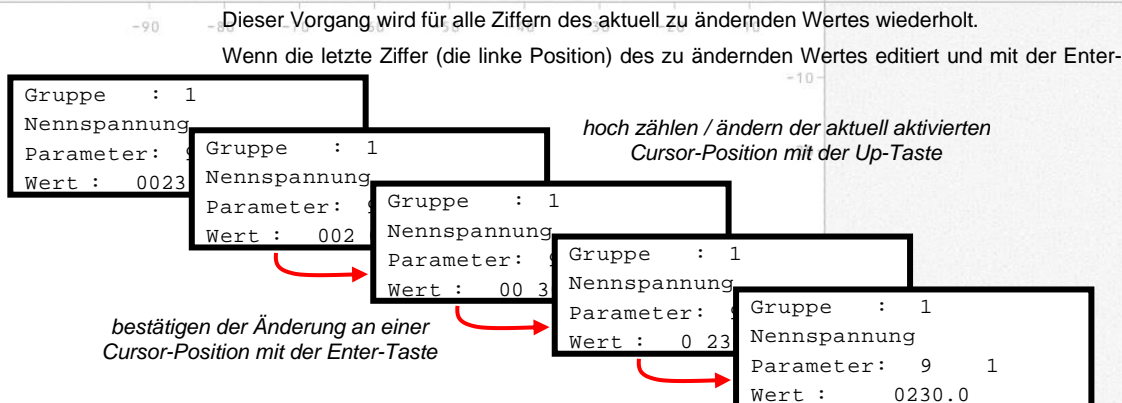 Dieser Vorgang wird für alle Ziffern des aktuell zu ändernden Wertes wiederholt.
-90
Wenn die letzte Ziffer (die linke Position) des zu ändernden Wertes editiert und mit der Enter-
-10
Gruppe : 1
Nennspannung
Parameter:
Wert : 0023
hoch zählen / ändern der aktuell aktivierten
Cursor-Position mit der Up-Taste
Gruppe : 1
Nennspannung
Parameter:
Wert : 002
Gruppe : 1
Nennspannung
Parameter:
Wert : 00 3
Gruppe : 1
Nennspannung
Parameter:
Wert : 0 23
bestätigen der Änderung an einer
Cursor-Position mit der Enter-Taste
Gruppe : 1
Nennspannung
Parameter: 9 1
Wert : 0230.0